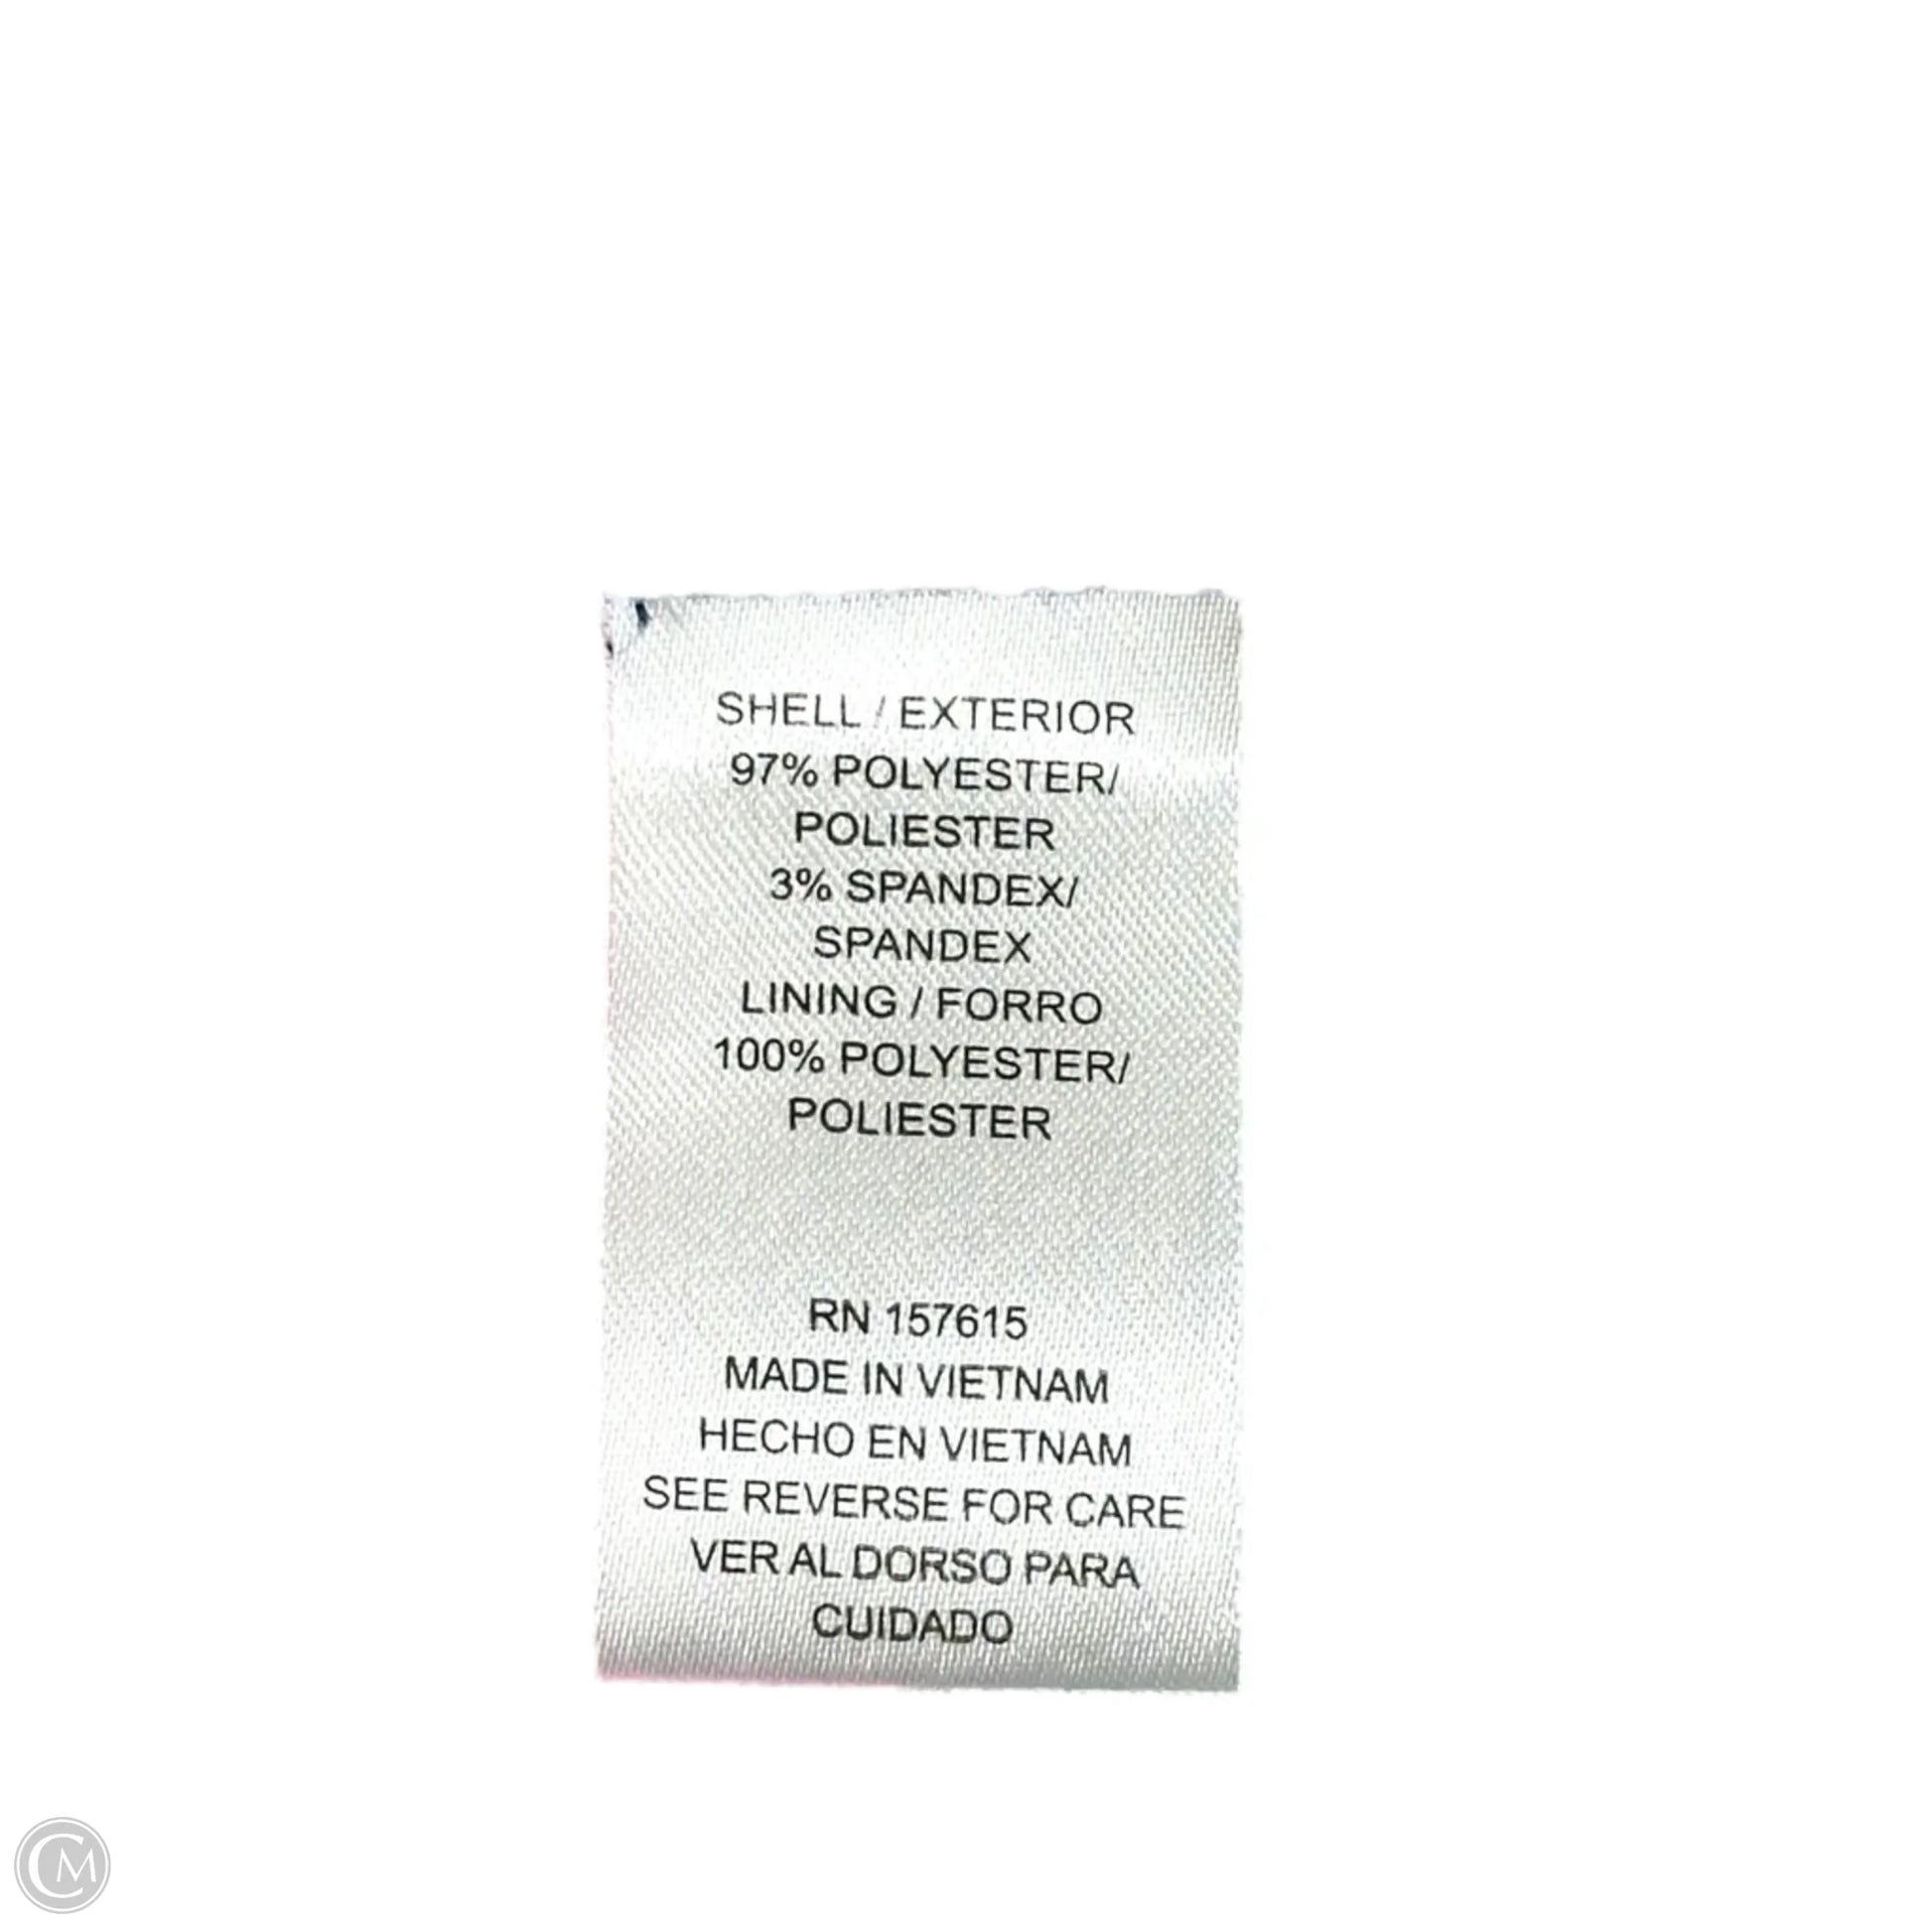 SHELL / EXTERIOR
97% POLYESTER/
POLIESTER
3% SPANDEX/
SPANDEX
LINING / FORRO
100% POLYESTER/
POLIESTER
RN 157615
MADE IN VIETNAM
HECHO EN VIETNAM
SEE REVERSE FOR CARE
VER AL DORSO PARA
CUIDADO
CM